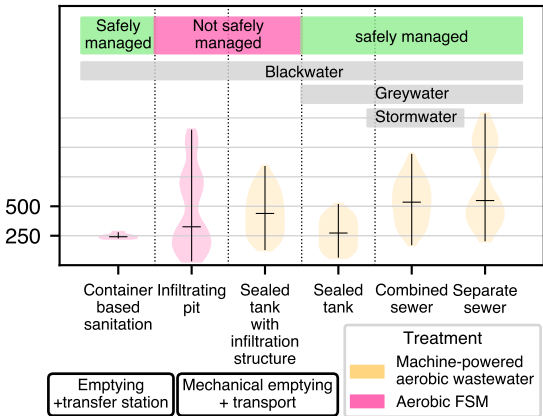 Safely
managed
Not safely
managed
safely managed
Blackwater
Greywater
Stormwater
500
250
Container
based
sanitation
Infiltrating
pit
Sealed
tank
with
infiltration
structure
Sealed
tank
Combined
sewer
Separate
sewer
Treatment
Machine-powered
aerobic wastewater
Aerobic FSM
Emptying
+transfer station
Mechanical emptying
+ transport